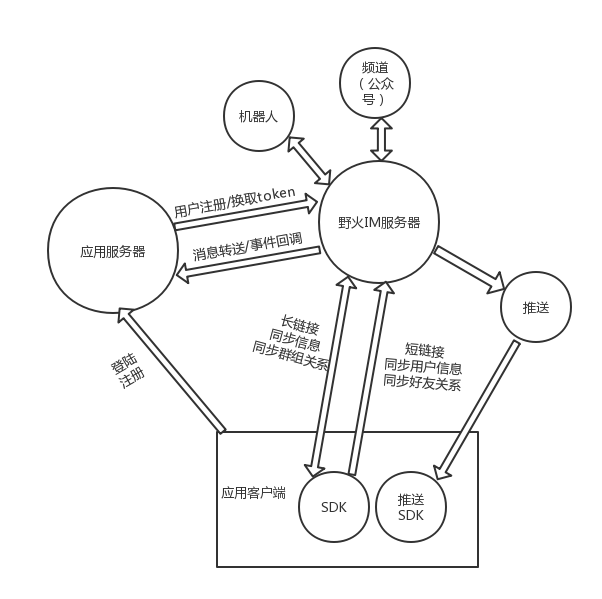 频道
（公众
号）
机器人
用户注册/换取token
野火IM服务器
应用服务器
消息转送/事件回调
推送
长链接
同步信息
同步群组关系
短链接
同步用户信息
同步好友关系
登陆
注册
应用客户端
SDK
推送
SDK